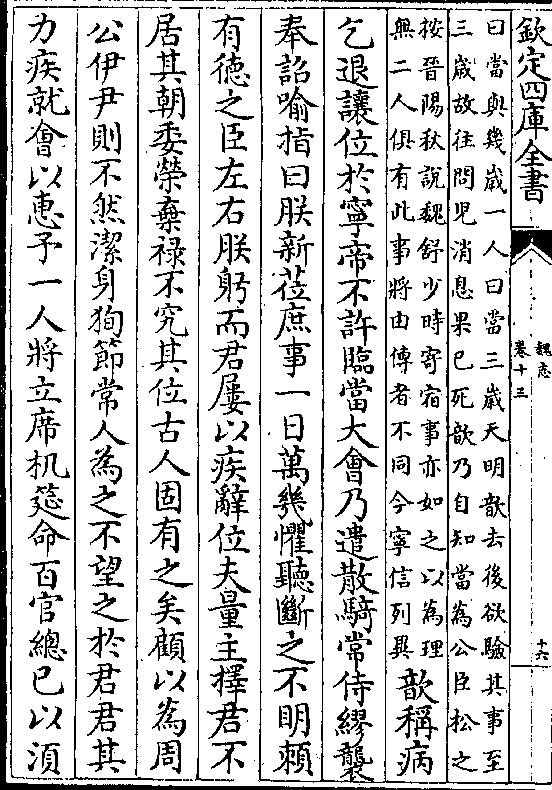 欽定四庫全書
魏志
卷十三
十六
曰當與幾歲一人曰當三歲天明歆去後欲驗其事至
三歲故往問兒消息果已死歆乃自知當為公臣松之
按晉陽秋說魏舒少時寄宿事亦如之以為理
無二人俱有此事將由傳者不同今寧信列異
歆稱病
乞退讓位於寧帝不許臨當大會乃遣散騎常侍繆襲
奉詔喻指曰朕新莅庶事一日萬幾懼聽斷之不明賴
有德之臣左右朕躬而君屢以疾辭位夫量主擇君不
居其朝委榮棄祿不究其位古人固有之矣顧以為周
公伊尹則不然潔身狥節常人為之不望之於君君其
力疾就會以惠予一人將立席机筵命百官總已以須